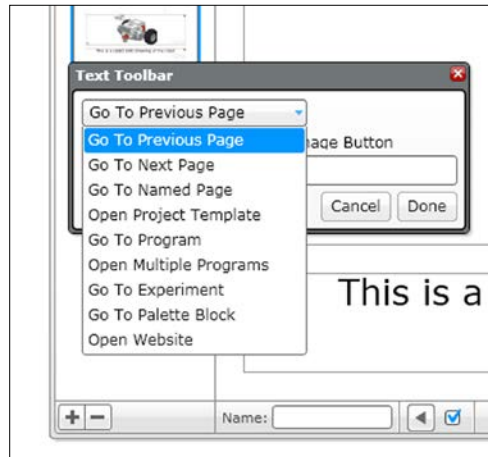 Text Toolbar
Go To Previous Page
Go To Previous Page
Go To Next Page
Go To Named Page
Open Project Template
Go To Program
Open Multiple Programs
Go To Experiment
Go To Palette Block
Open Website
age Button
Cancel
Done
This is a
Name: